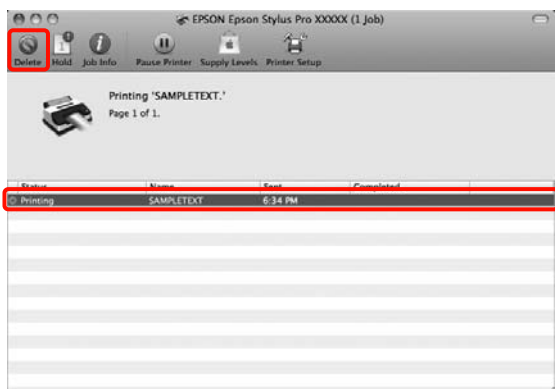 EPSON Epson Stylus Pro XXXXX (1 Job)
Delete Hold Job Info Pause Printer Supply Levels Printer Setup
Printing 'SAMPLETEXT.'
Page 1 of 1.
Status Name Sent Completed
Printing SAMPLETEXT 6:34 PM